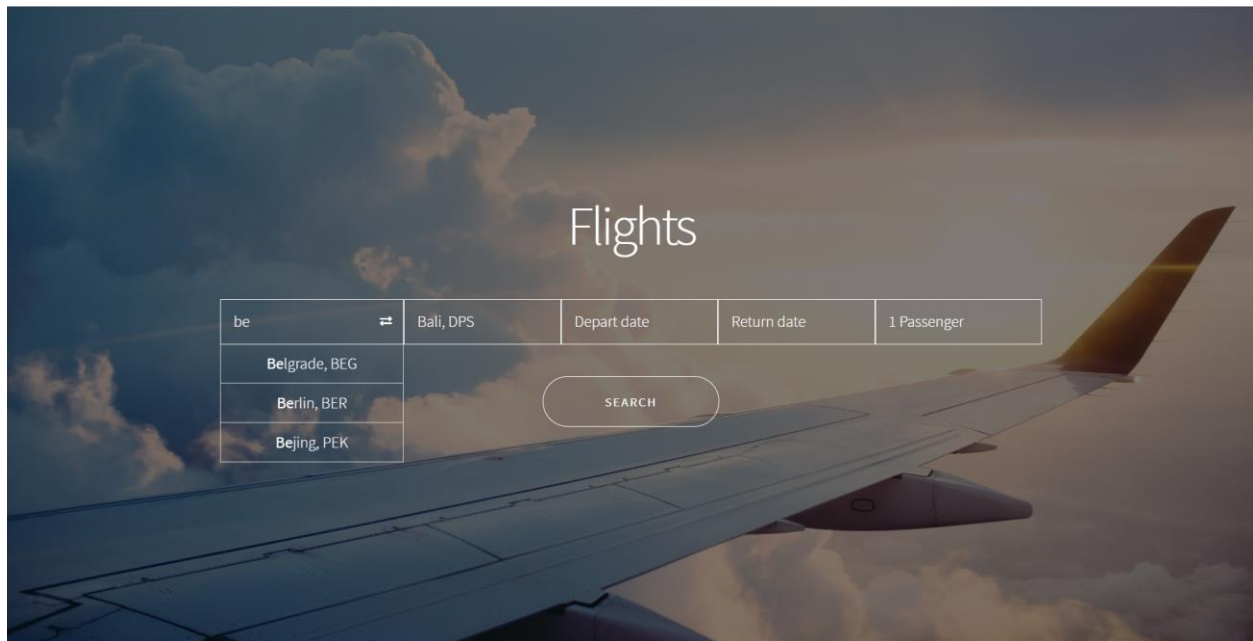 Flights
be ⇄ Bali, DPS Depart date Return date 1 Passenger
Belgrade, BEG
Berlin, BER
Bejing, PEK
SEARCH